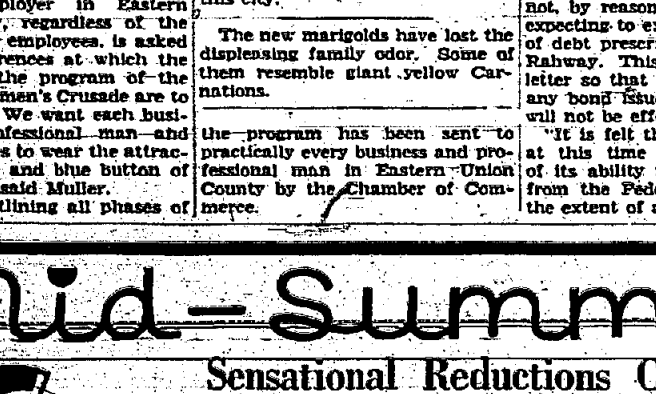 ployer in Eastern
, regardless of the
employees, is asked
rences at which the
the program of the
men's Crusade are to
We want each busi-
ofessional man and
s to wear the attrac-
and blue button of
said Muller.
tlining all phases of
this city.
The new marigolds have lost the
displeasing family odor. Some of
them resemble giant yellow Car-
nations.
the program has been sent to
practically every business and pro-
fessional man in Eastern Union
County by the Chamber of Com-
merce.
not, by reason
expecting to ex
of debt prescri
Rahway. This
letter so that
any bond issu
will not be eff
"It is felt th
at this time
of its ability
from the Fede
the extent of a
Mid-Summ
Sensational Reductions O